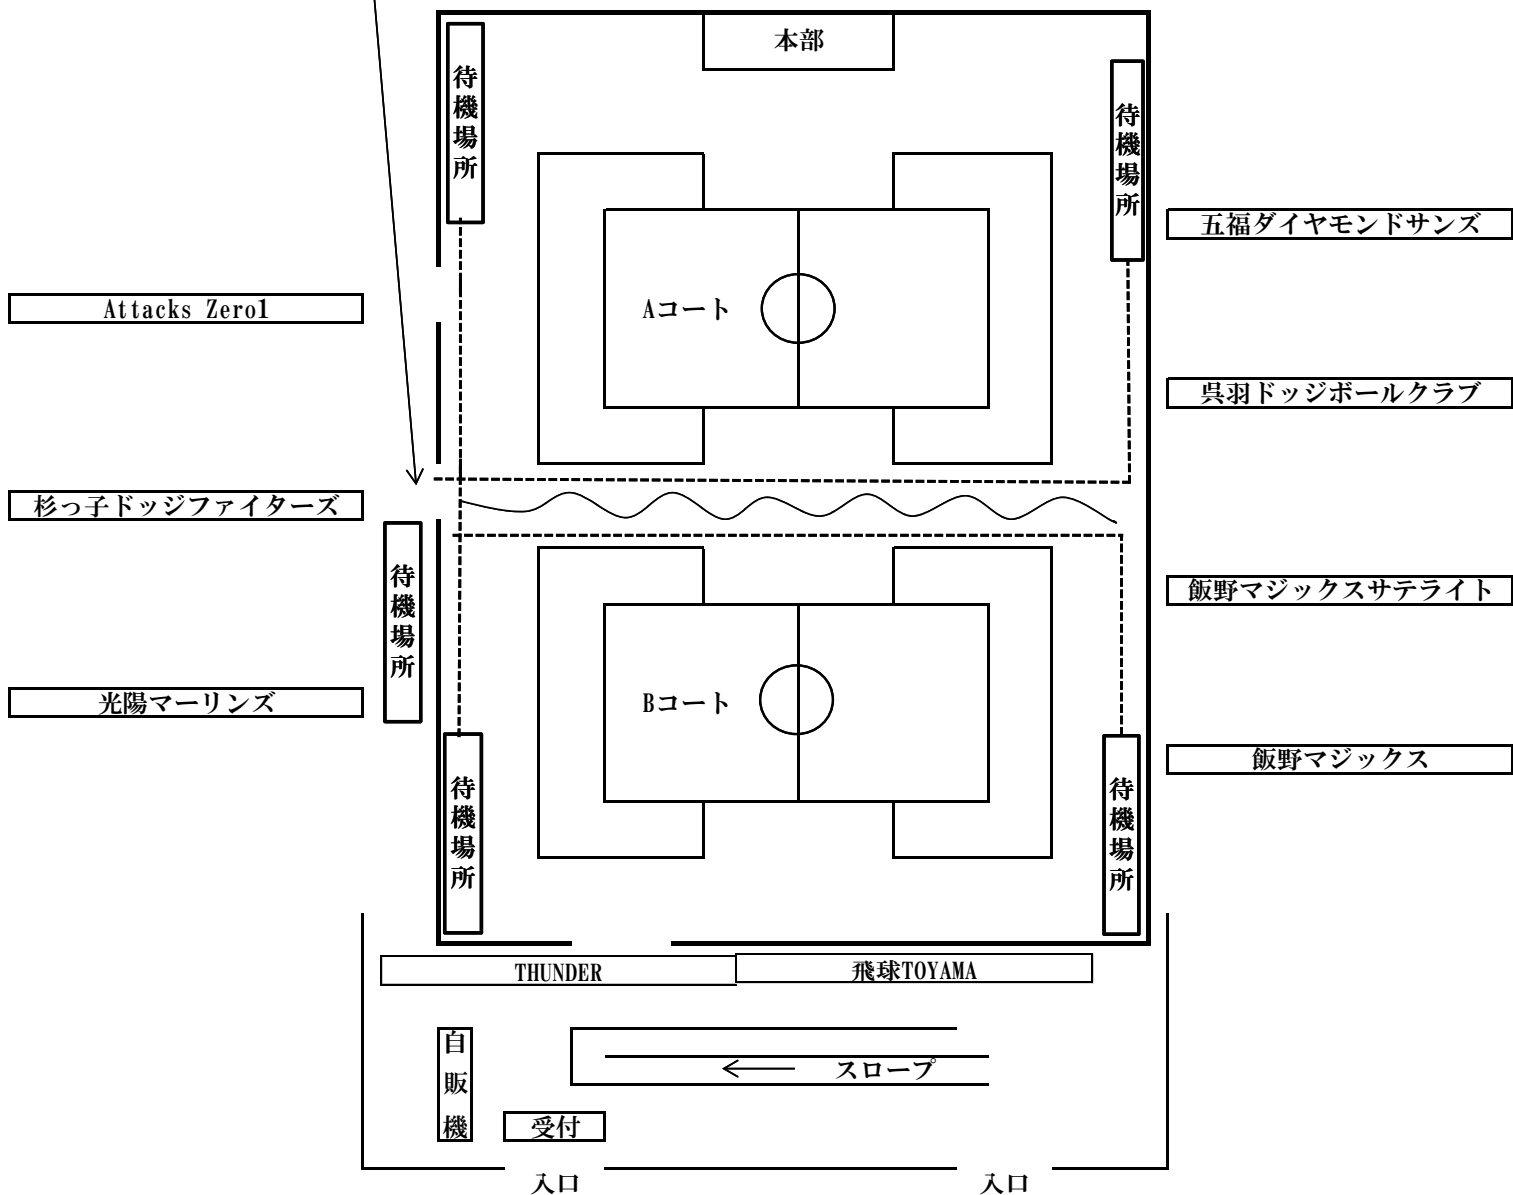 本部
待機場所
待機場所
五福ダイヤモンドサンズ
Attacks Zero1
Aコート
呉羽ドッジボールクラブ
杉っ子ドッジファイターズ
待機場所
飯野マジックスサテライト
光陽マーリンズ
Bコート
飯野マジックス
待機場所
待機場所
THUNDER
飛球TOYAMA
自販機
スロープ
受付
入口
入口